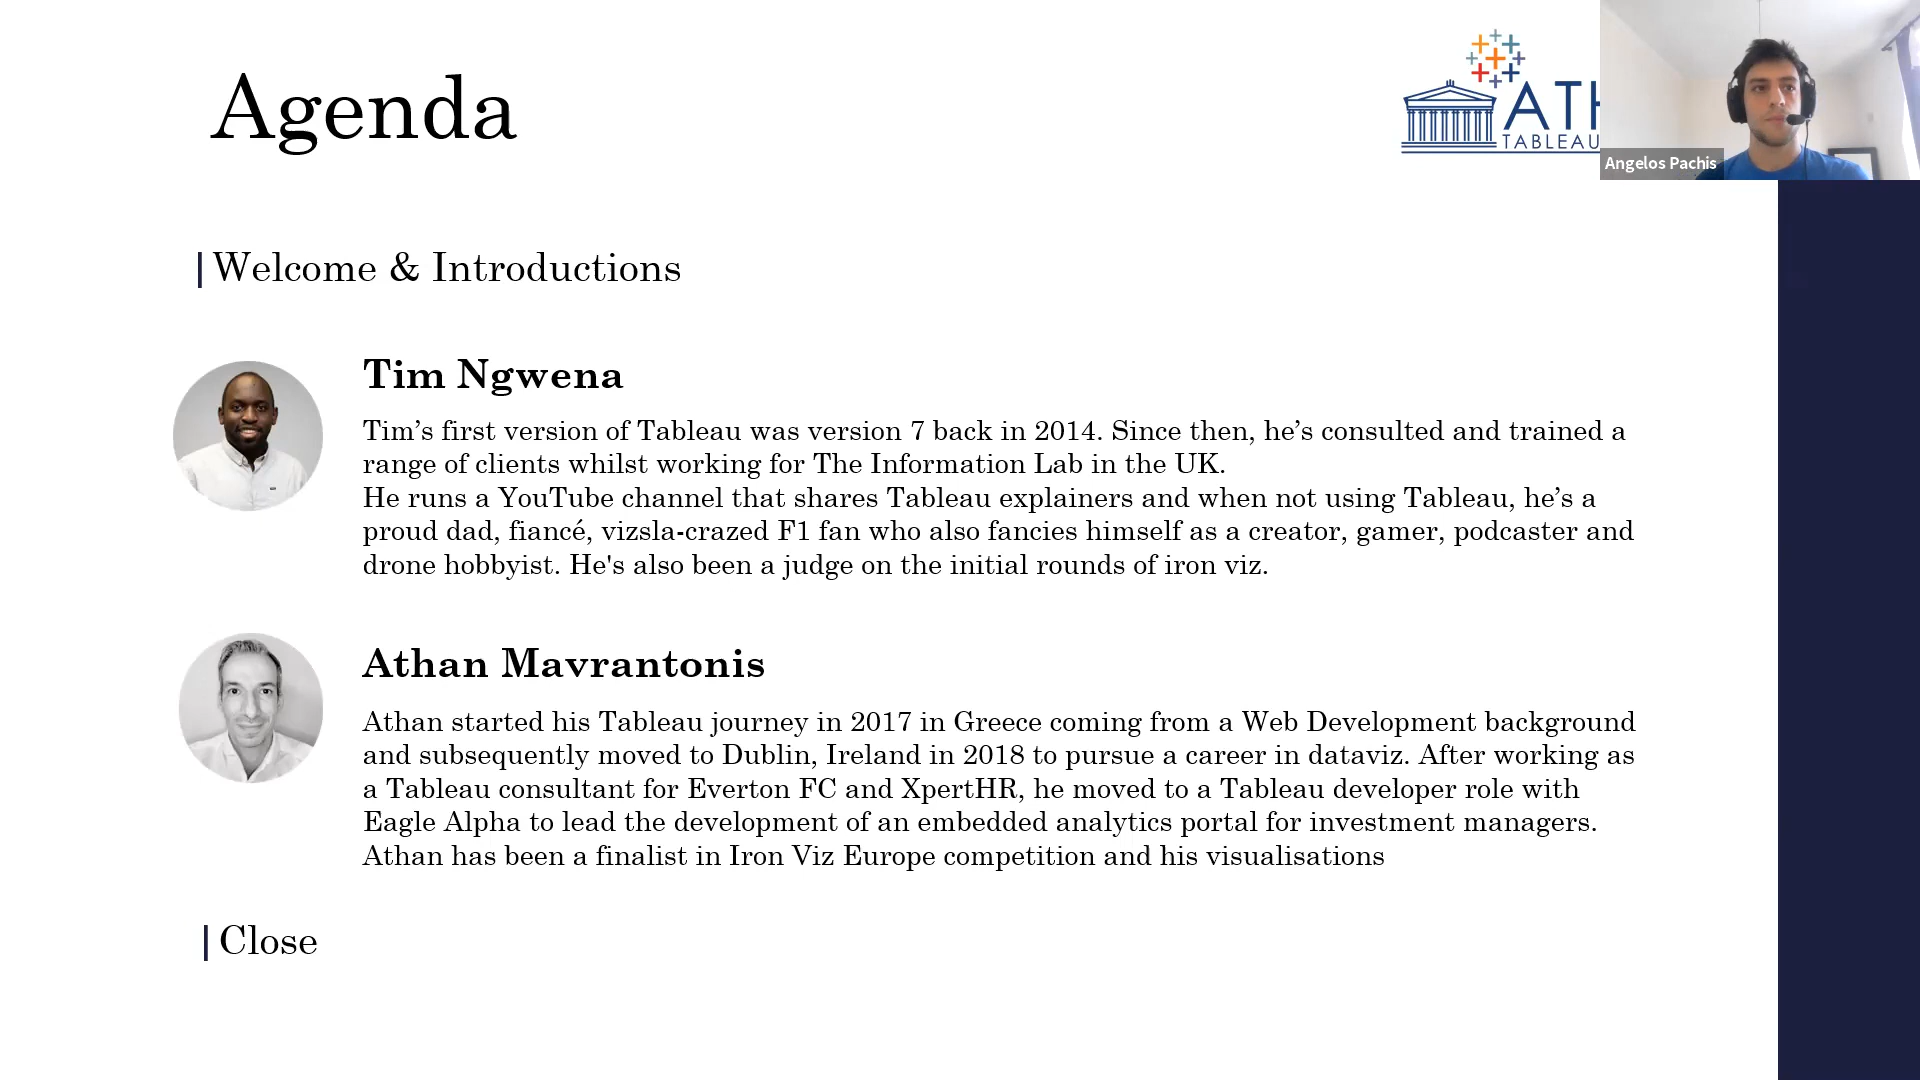 Agenda
TABLEAU
Angelos Pachis
|Welcome & Introductions
Tim Ngwena
Tim’s first version of Tableau was version 7 back in 2014. Since then, he’s consulted and trained a
range of clients whilst working for The Information Lab in the UK.
He runs a YouTube channel that shares Tableau explainers and when not using Tableau, he’s a
proud dad, fiancé, vizsla-crazed F1 fan who also fancies himself as a creator, gamer, podcaster and
drone hobbyist. He's also been a judge on the initial rounds of iron viz.
Athan Mavrantonis
Athan started his Tableau journey in 2017 in Greece coming from a Web Development background
and subsequently moved to Dublin, Ireland in 2018 to pursue a career in dataviz. After working as
a Tableau consultant for Everton FC and XpertHR, he moved to a Tableau developer role with
Eagle Alpha to lead the development of an embedded analytics portal for investment managers.
Athan has been a finalist in Iron Viz Europe competition and his visualisations
|Close